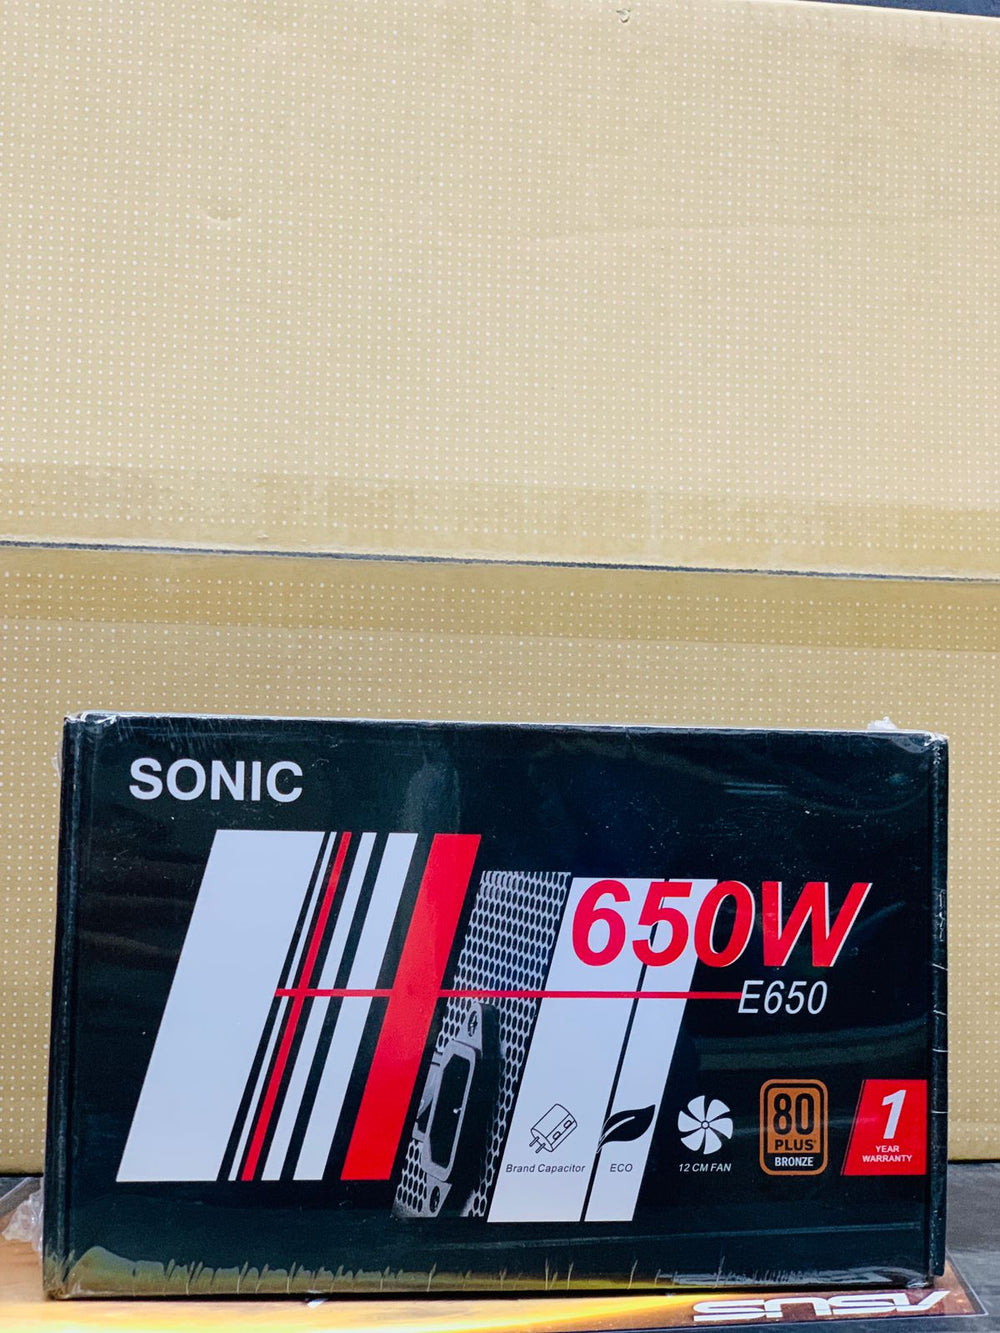 SONIC
650W
E650
Brand Capacitor
ECO
12 CM FAN
80
PLUS
BRONZE
1
YEAR
WARRANTY
ASUS